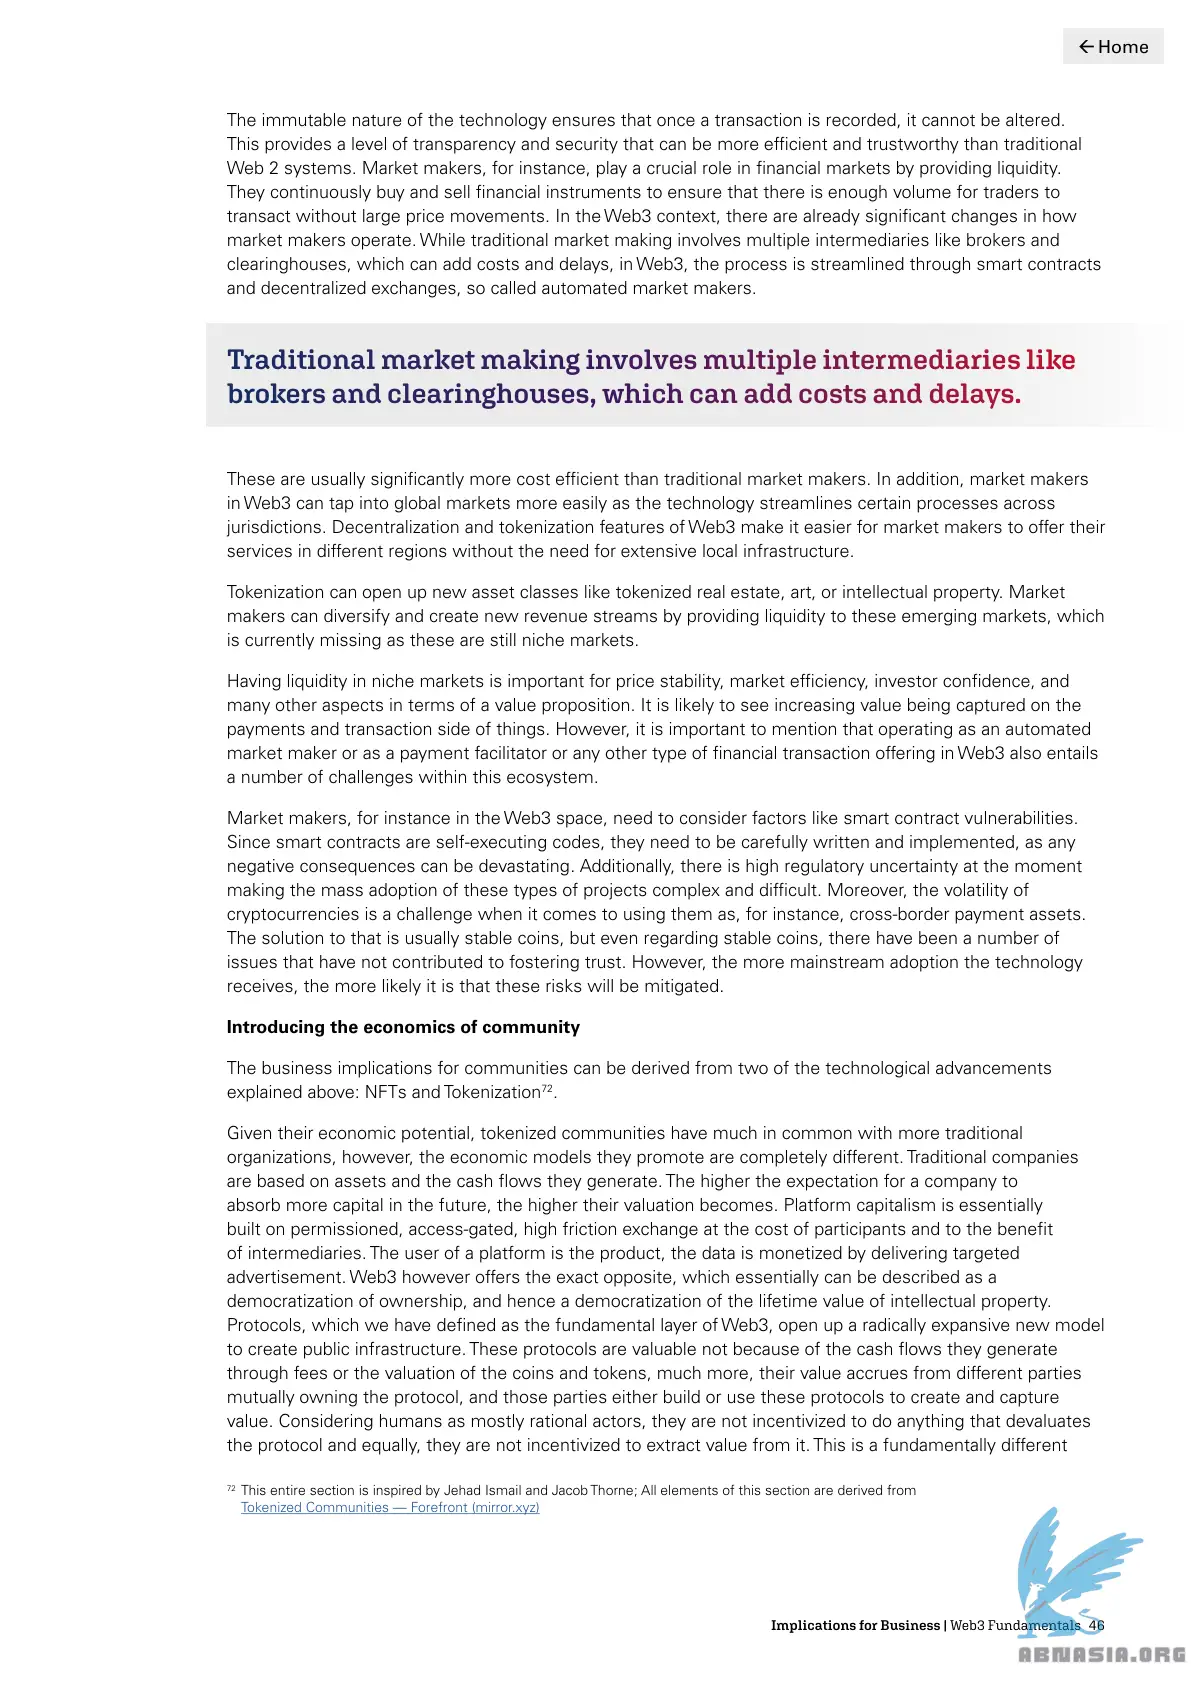 ← Home
The immutable nature of the technology ensures that once a transaction is recorded, it cannot be altered.
This provides a level of transparency and security that can be more efficient and trustworthy than traditional
Web 2 systems. Market makers, for instance, play a crucial role in financial markets by providing liquidity.
They continuously buy and sell financial instruments to ensure that there is enough volume for traders to
transact without large price movements. In the Web3 context, there are already significant changes in how
market makers operate. While traditional market making involves multiple intermediaries like brokers and
clearinghouses, which can add costs and delays, in Web3, the process is streamlined through smart contracts
and decentralized exchanges, so called automated market makers.
Traditional market making involves multiple intermediaries like
brokers and clearinghouses, which can add costs and delays.
These are usually significantly more cost efficient than traditional market makers. In addition, market makers
in Web3 can tap into global markets more easily as the technology streamlines certain processes across
jurisdictions. Decentralization and tokenization features of Web3 make it easier for market makers to offer their
services in different regions without the need for extensive local infrastructure.
Tokenization can open up new asset classes like tokenized real estate, art, or intellectual property. Market
makers can diversify and create new revenue streams by providing liquidity to these emerging markets, which
is currently missing as these are still niche markets.
Having liquidity in niche markets is important for price stability, market efficiency, investor confidence, and
many other aspects in terms of a value proposition. It is likely to see increasing value being captured on the
payments and transaction side of things. However, it is important to mention that operating as an automated
market maker or as a payment facilitator or any other type of financial transaction offering in Web3 also entails
a number of challenges within this ecosystem.
Market makers, for instance in the Web3 space, need to consider factors like smart contract vulnerabilities.
Since smart contracts are self-executing codes, they need to be carefully written and implemented, as any
negative consequences can be devastating. Additionally, there is high regulatory uncertainty at the moment
making the mass adoption of these types of projects complex and difficult. Moreover, the volatility of
cryptocurrencies is a challenge when it comes to using them as, for instance, cross-border payment assets.
The solution to that is usually stable coins, but even regarding stable coins, there have been a number of
issues that have not contributed to fostering trust. However, the more mainstream adoption the technology
receives, the more likely it is that these risks will be mitigated.
Introducing the economics of community
The business implications for communities can be derived from two of the technological advancements
explained above: NFTs and Tokenization⁷².
Given their economic potential, tokenized communities have much in common with more traditional
organizations, however, the economic models they promote are completely different. Traditional companies
are based on assets and the cash flows they generate. The higher the expectation for a company to
absorb more capital in the future, the higher their valuation becomes. Platform capitalism is essentially
built on permissioned, access-gated, high friction exchange at the cost of participants and to the benefit
of intermediaries. The user of a platform is the product, the data is monetized by delivering targeted
advertisement. Web3 however offers the exact opposite, which essentially can be described as a
democratization of ownership, and hence a democratization of the lifetime value of intellectual property.
Protocols, which we have defined as the fundamental layer of Web3, open up a radically expansive new model
to create public infrastructure. These protocols are valuable not because of the cash flows they generate
through fees or the valuation of the coins and tokens, much more, their value accrues from different parties
mutually owning the protocol, and those parties either build or use these protocols to create and capture
value. Considering humans as mostly rational actors, they are not incentivized to do anything that devaluates
the protocol and equally, they are not incentivized to extract value from it. This is a fundamentally different
⁷² This entire section is inspired by Jehad Ismail and Jacob Thorne; All elements of this section are derived from
Tokenized Communities — Forefront (mirror.xyz)
Implications for Business | Web3 Fundamentals 46
ABNASIA.ORG